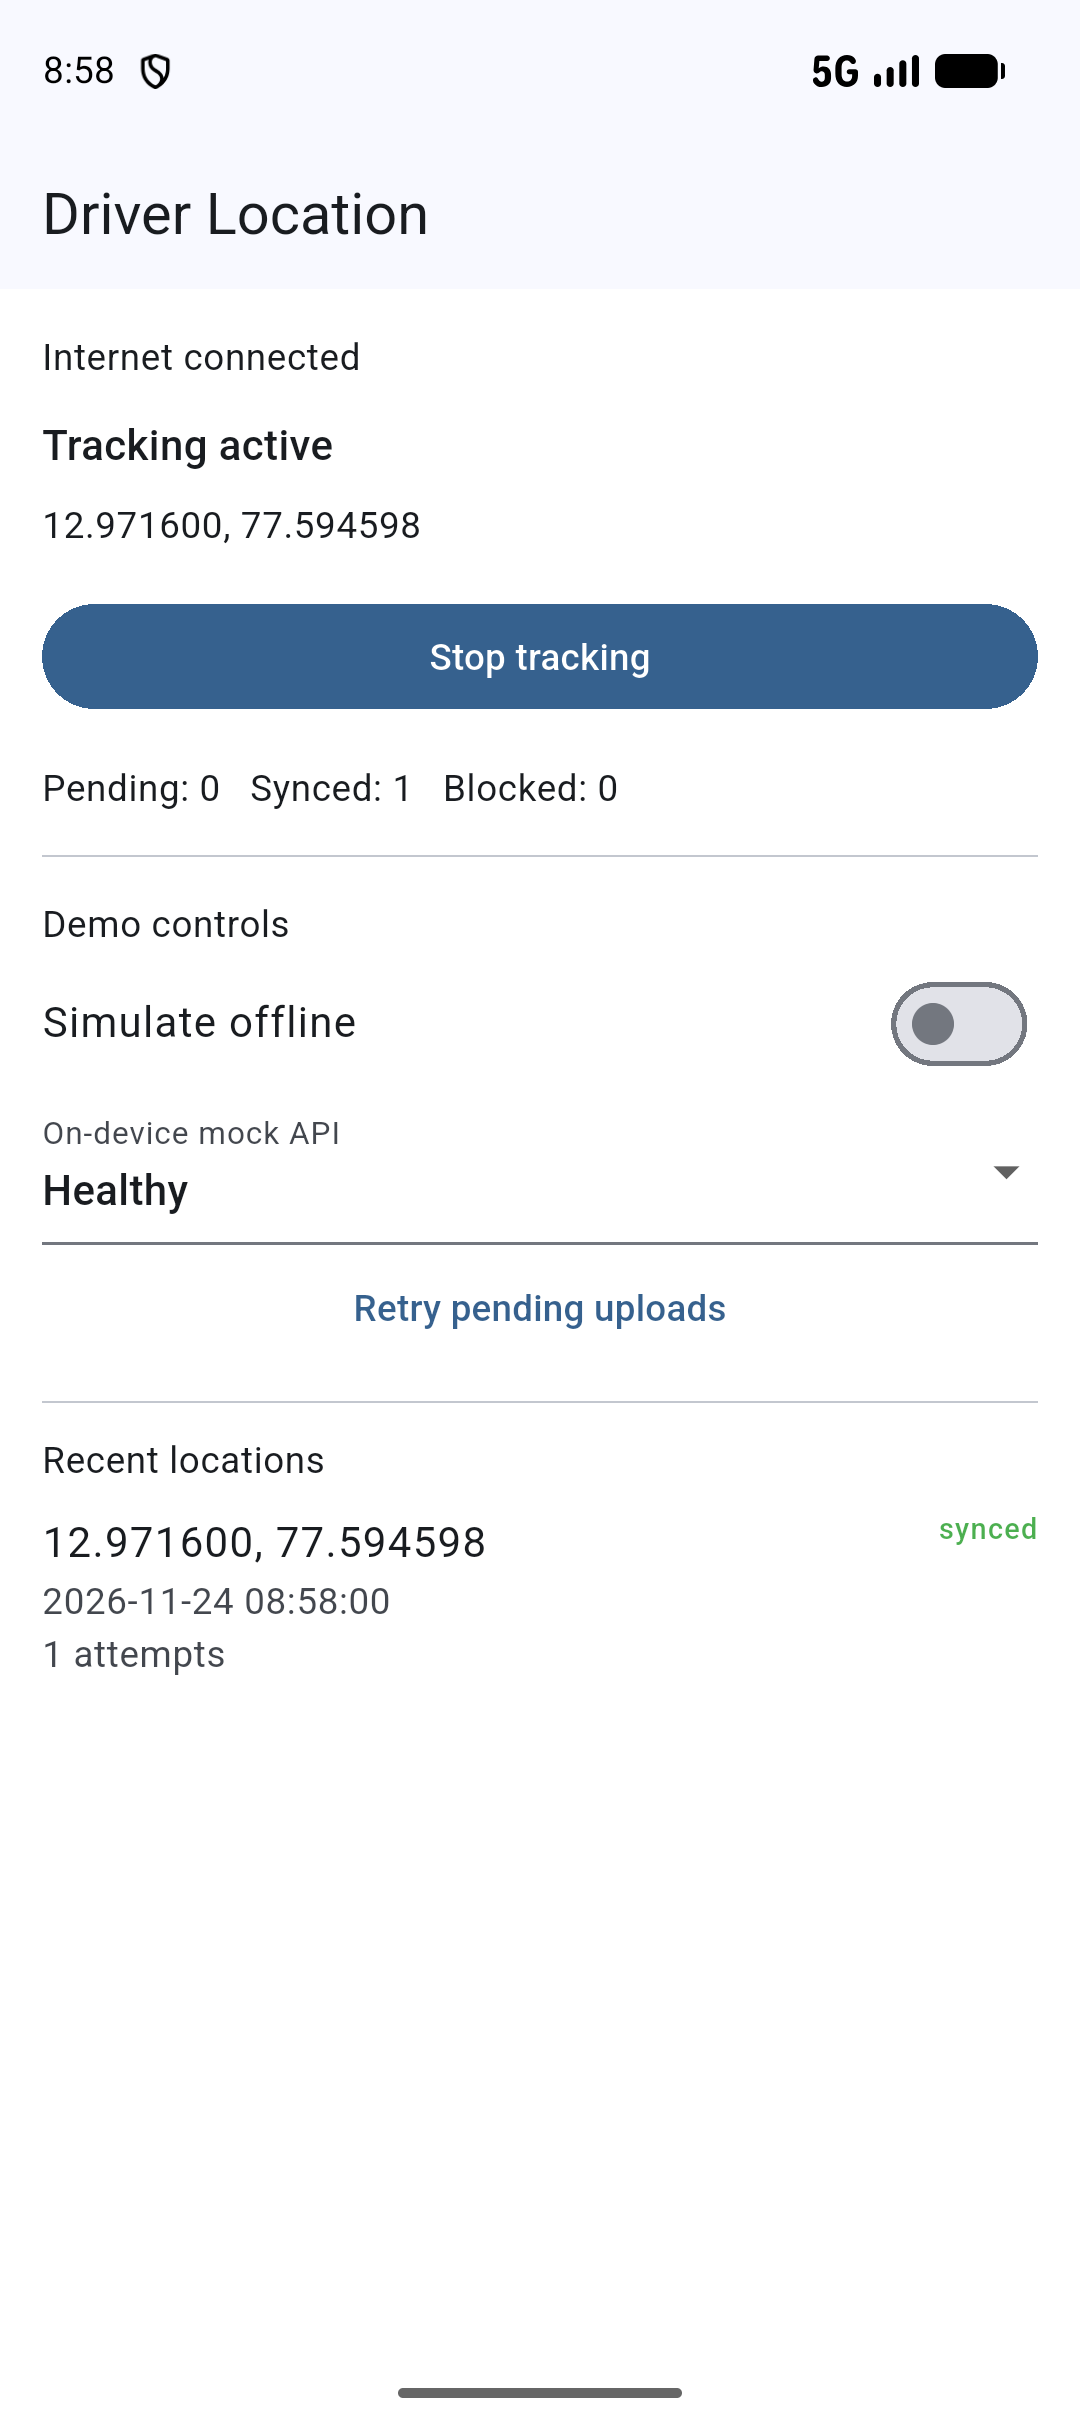 8:58
5G
Driver Location
Internet connected
Tracking active
12.971600, 77.594598
Stop tracking
Pending: 0 Synced: 1 Blocked: 0
Demo controls
Simulate offline
On-device mock API
Healthy
Retry pending uploads
Recent locations
12.971600, 77.594598
synced
2026-11-24 08:58:00
1 attempts